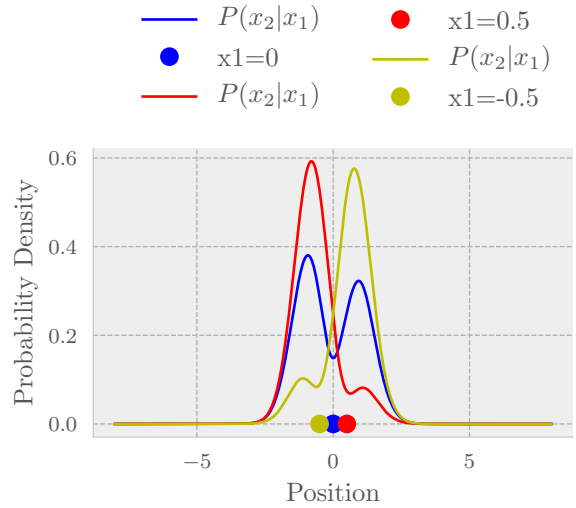 P(x₂|x₁)
x1=0
P(x₂|x₁)
x1=0.5
P(x₂|x₁)
x1=-0.5
0.6
0.4
0.2
0.0
Probability Density
−5
0
5
Position